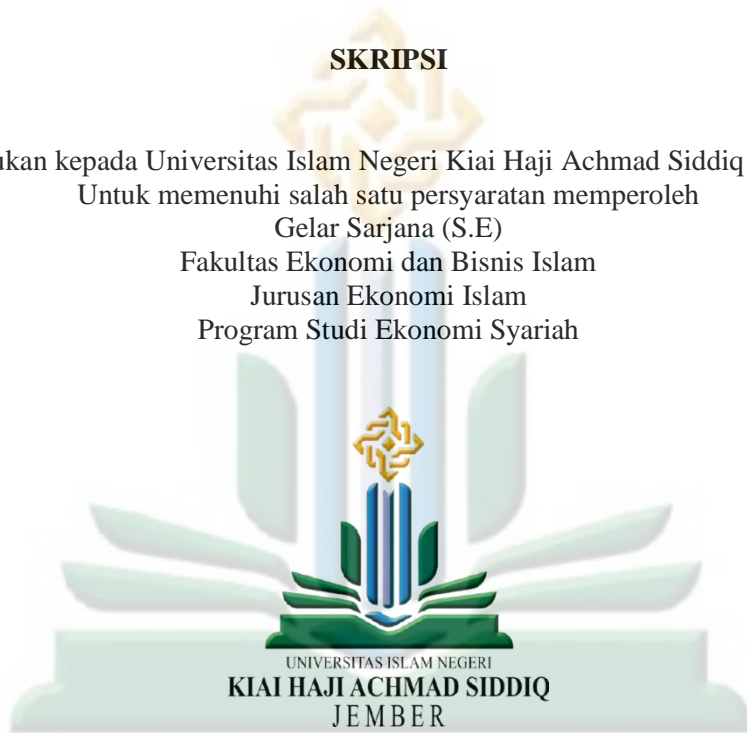 SKRIPSI
ukan kepada Universitas Islam Negeri Kiai Haji Achmad Siddiq
Untuk memenuhi salah satu persyaratan memperoleh
Gelar Sarjana (S.E)
Fakultas Ekonomi dan Bisnis Islam
Jurusan Ekonomi Islam
Program Studi Ekonomi Syariah
UNIVERSITAS ISLAM NEGERI
KIAI HAJI ACHMAD SIDDIQ
JEMBER